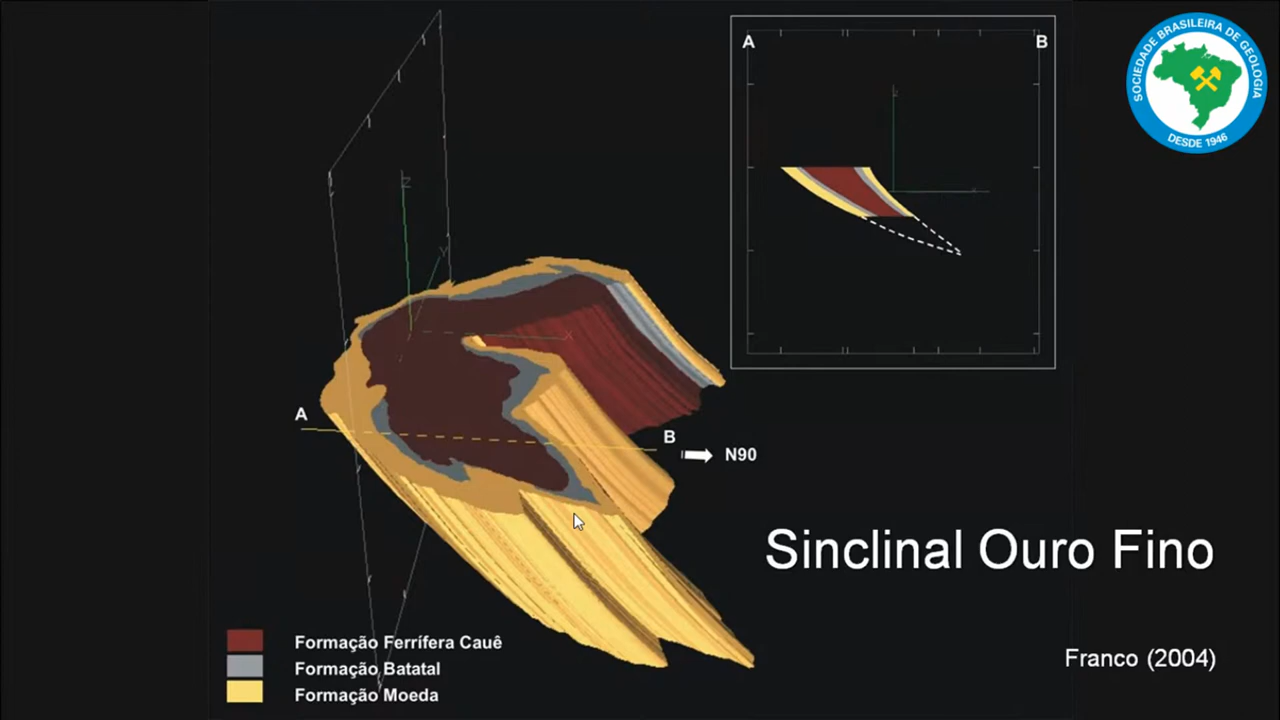 A
B
SOCIEDADE BRASILEIRA DE GEOLOGIA
DESDE 1946
Z
Y
X
A
B
N90
Sinclinal Ouro Fino
Formação Ferrífera Cauê
Formação Batatal
Formação Moeda
Franco (2004)